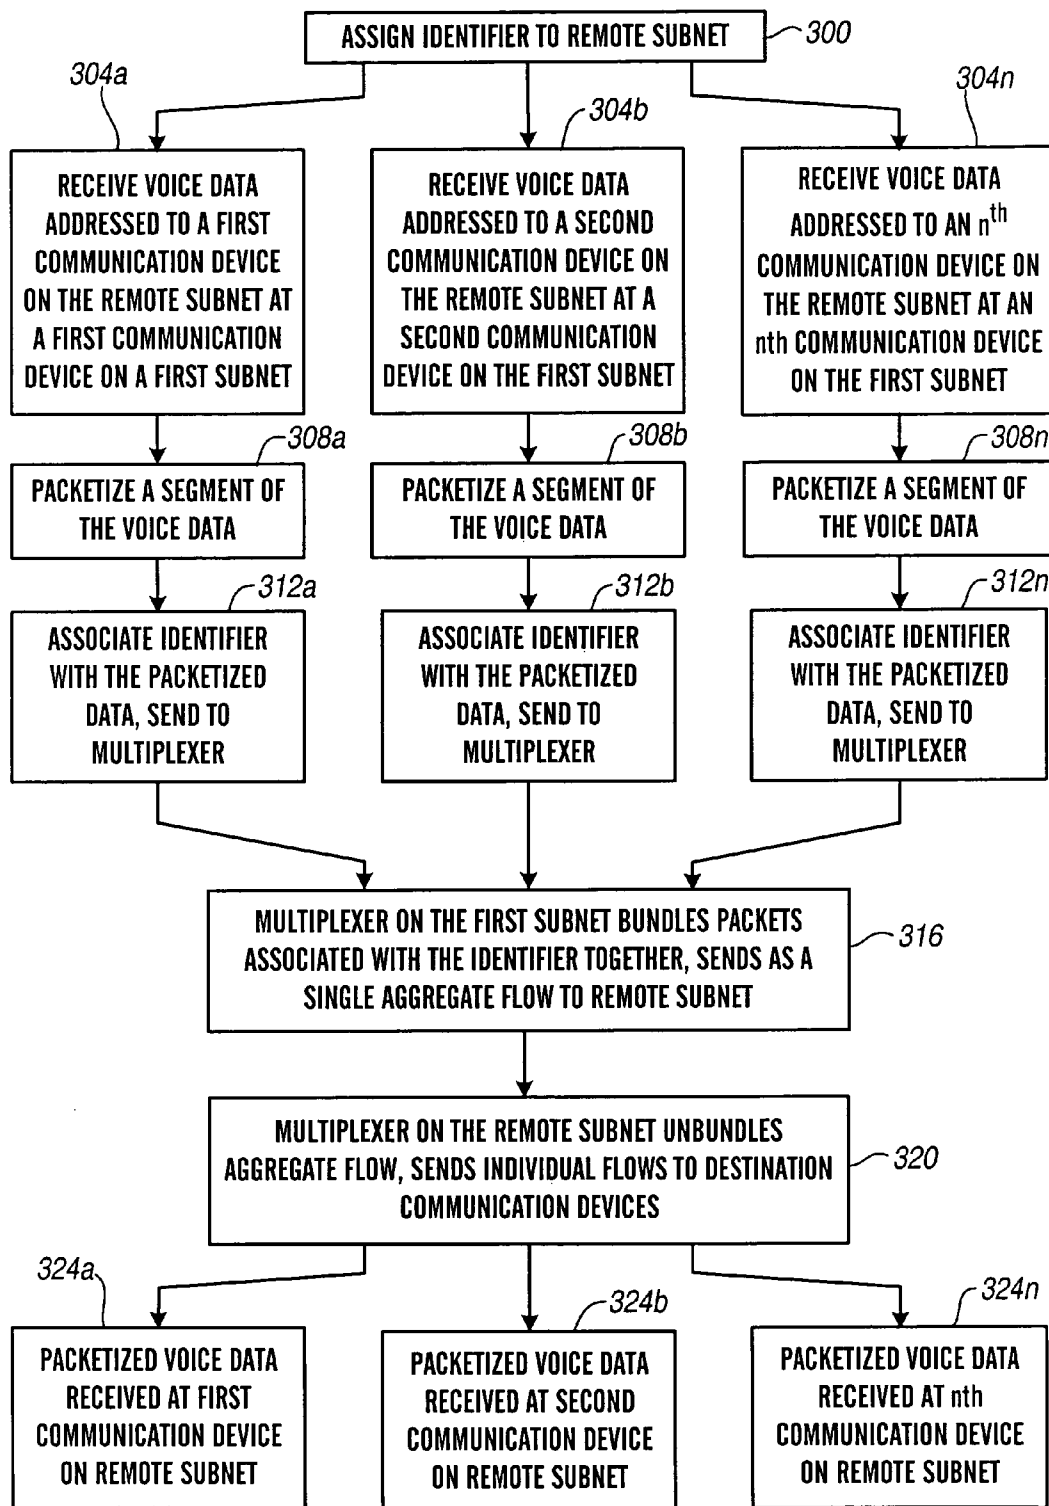 ASSIGN IDENTIFIER TO REMOTE SUBNET
300
304a
RECEIVE VOICE DATA
ADDRESSED TO A FIRST
COMMUNICATION DEVICE
ON THE REMOTE SUBNET AT
A FIRST COMMUNICATION
DEVICE ON A FIRST SUBNET
304b
RECEIVE VOICE DATA
ADDRESSED TO A SECOND
COMMUNICATION DEVICE ON
THE REMOTE SUBNET AT A
SECOND COMMUNICATION
DEVICE ON THE FIRST SUBNET
304n
RECEIVE VOICE DATA
ADDRESSED TO AN nth
COMMUNICATION DEVICE ON
THE REMOTE SUBNET AT AN
nth COMMUNICATION DEVICE
ON THE FIRST SUBNET
308a
PACKETIZE A SEGMENT OF
THE VOICE DATA
308b
PACKETIZE A SEGMENT OF
THE VOICE DATA
308n
PACKETIZE A SEGMENT OF
THE VOICE DATA
312a
ASSOCIATE IDENTIFIER
WITH THE PACKETIZED
DATA, SEND TO
MULTIPLEXER
312b
ASSOCIATE IDENTIFIER
WITH THE PACKETIZED
DATA, SEND TO
MULTIPLEXER
312n
ASSOCIATE IDENTIFIER
WITH THE PACKETIZED
DATA, SEND TO
MULTIPLEXER
MULTIPLEXER ON THE FIRST SUBNET BUNDLES PACKETS
ASSOCIATED WITH THE IDENTIFIER TOGETHER, SENDS AS A
SINGLE AGGREGATE FLOW TO REMOTE SUBNET
316
MULTIPLEXER ON THE REMOTE SUBNET UNBUNDLES
AGGREGATE FLOW, SENDS INDIVIDUAL FLOWS TO DESTINATION
COMMUNICATION DEVICES
320
324a
PACKETIZED VOICE DATA
RECEIVED AT FIRST
COMMUNICATION DEVICE
ON REMOTE SUBNET
324b
PACKETIZED VOICE DATA
RECEIVED AT SECOND
COMMUNICATION DEVICE
ON REMOTE SUBNET
324n
PACKETIZED VOICE DATA
RECEIVED AT nth
COMMUNICATION DEVICE
ON REMOTE SUBNET